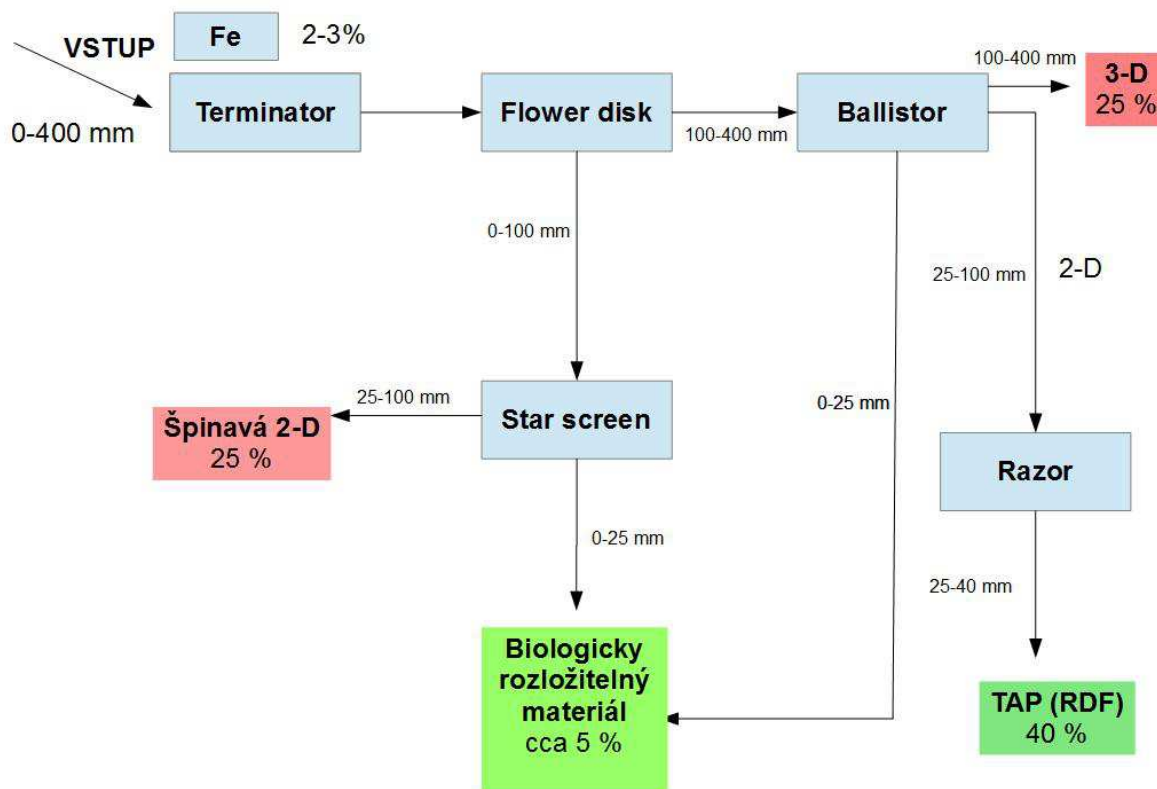 Fe
2-3%
VSTUP
0-400 mm
Terminator
Flower disk
100-400 mm
Ballistor
100-400 mm
3-D
25 %
0-100 mm
25-100 mm
2-D
0-25 mm
25-100 mm
Špinavá 2-D
25 %
Star screen
Razor
0-25 mm
25-40 mm
Biologicky
rozložitelný
materiál
cca 5 %
TAP (RDF)
40 %